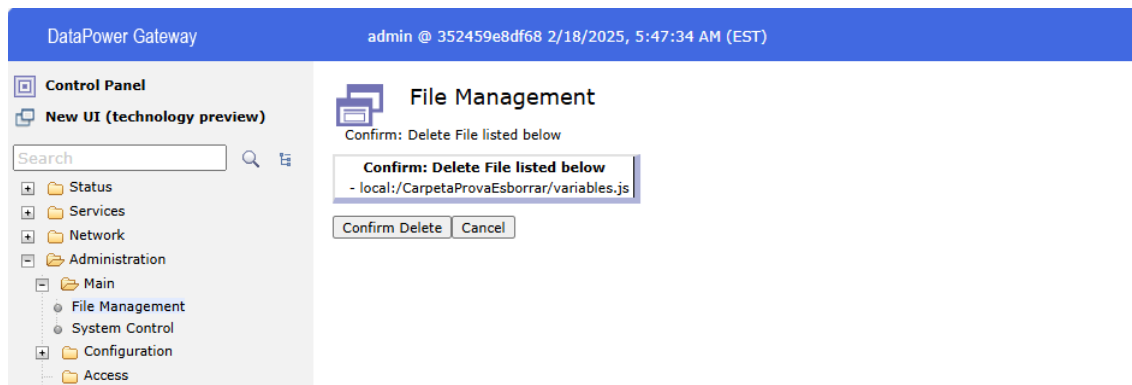 DataPower Gateway
admin @ 352459e8df68 2/18/2025, 5:47:34 AM (EST)
Control Panel
New UI (technology preview)
Search
Status
Services
Network
Administration
Main
File Management
System Control
Configuration
Access
File Management
Confirm: Delete File listed below
Confirm: Delete File listed below
- local:/CarpetaProvaEsborrar/variables.js
Confirm Delete Cancel